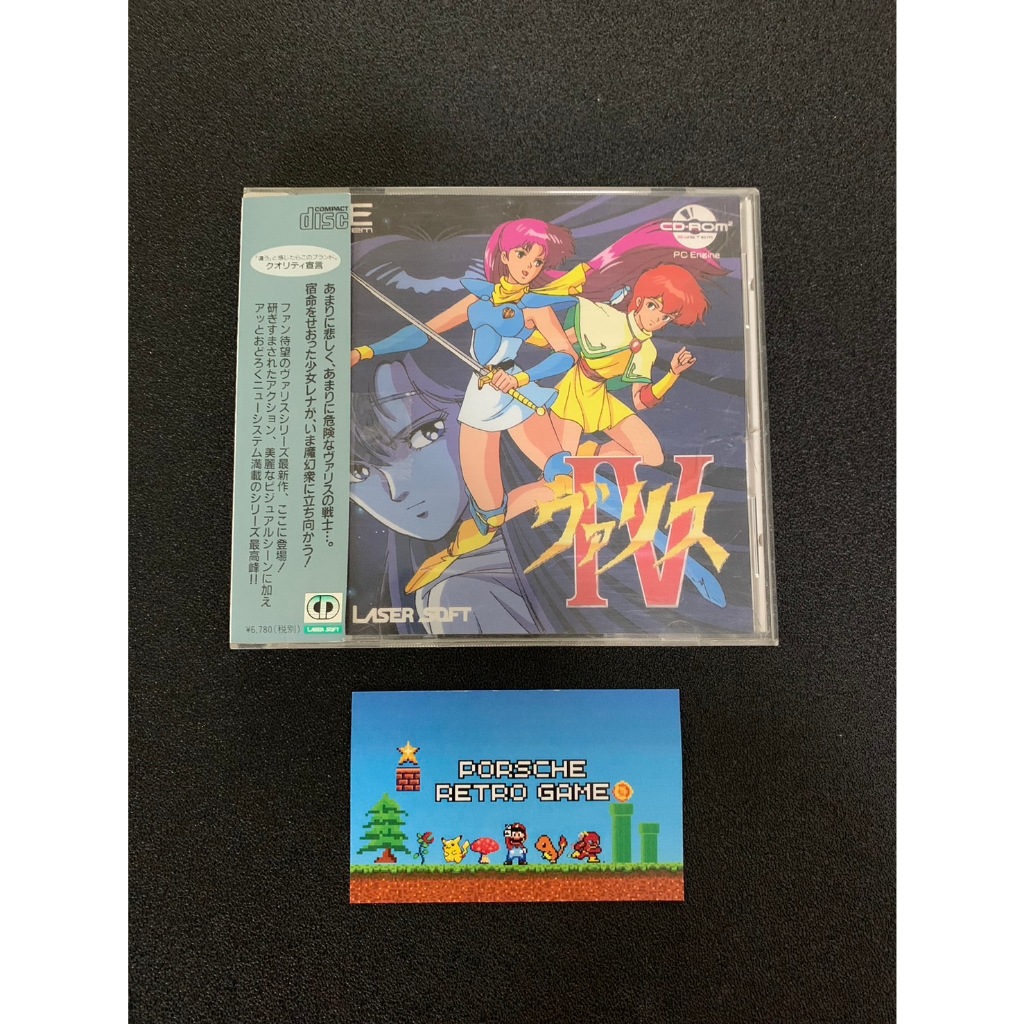 COMPACT
disc
「違う。」と感じたらこのブランド。
クオリティ宣言
あまりに悲しく、あまりに危険なヴァリスの戦士…。
宿命をせおった少女レナが、いま魔幻衆に立ち向かう!
ファン待望のヴァリスシリーズ最新作、ここに登場!
研ぎすまされたアクション、美麗なビジュアルシーンに加え
アッとおどろくニューシステム満載のシリーズ最高峰!!
¥6,780(税別)
CD
LASER SOFT
E
em
CD-ROM²
SYSTEM
PC Engine
ヴァリス
IV
LASER SOFT
PORSCHE
RETRO GAME